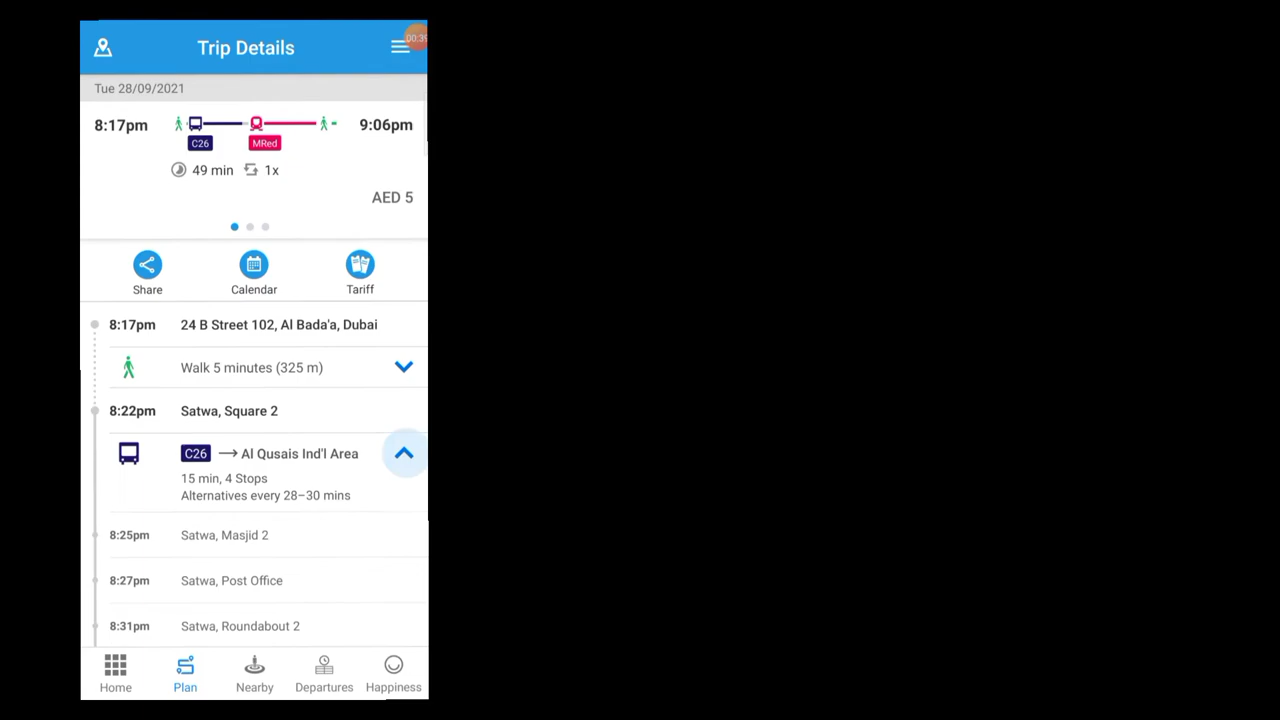 00:39
Trip Details
Tue 28/09/2021
8:17pm 9:06pm
C26 MRed
49 min 1x
AED 5
Share Calendar Tariff
8:17pm 24 B Street 102, Al Bada'a, Dubai
Walk 5 minutes (325 m)
8:22pm Satwa, Square 2
C26 → Al Qusais Ind'l Area
15 min, 4 Stops
Alternatives every 28–30 mins
8:25pm Satwa, Masjid 2
8:27pm Satwa, Post Office
8:31pm Satwa, Roundabout 2
Home Plan Nearby Departures Happiness